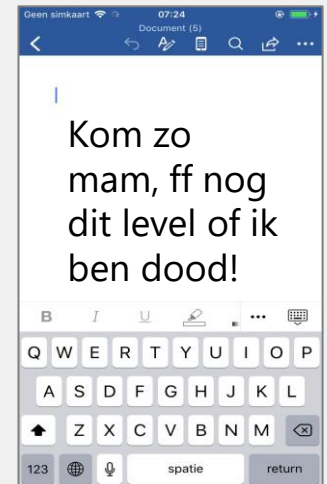 Geen simkaart 07:24
Document (5)
Kom zo
mam, ff nog
dit level of ik
ben dood!
B I U
Q W E R T Y U I O P
A S D F G H J K L
Z X C V B N M
123 spatie return